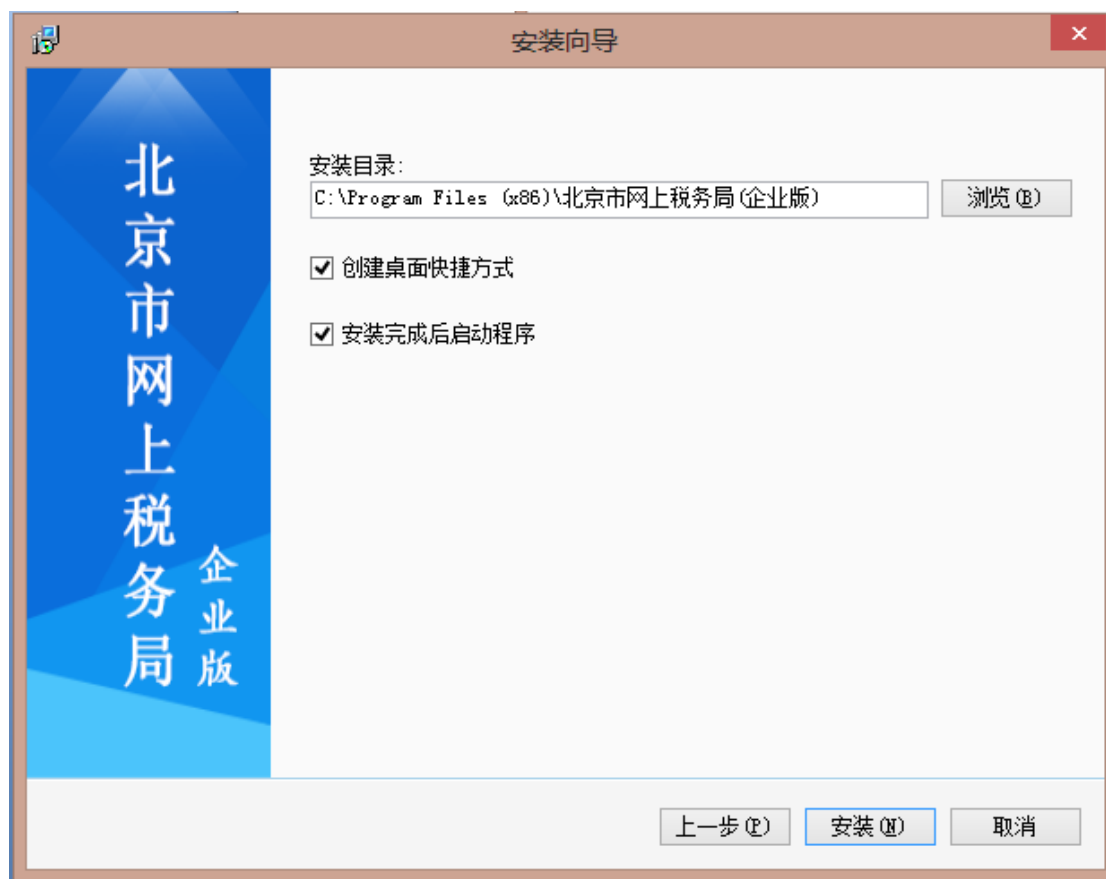 安装向导
北京市网上税务局
企业版
安装目录:
C:\Program Files (x86)\北京市网上税务局(企业版)
浏览(B)
创建桌面快捷方式
安装完成后启动程序
上一步(P)
安装(N)
取消